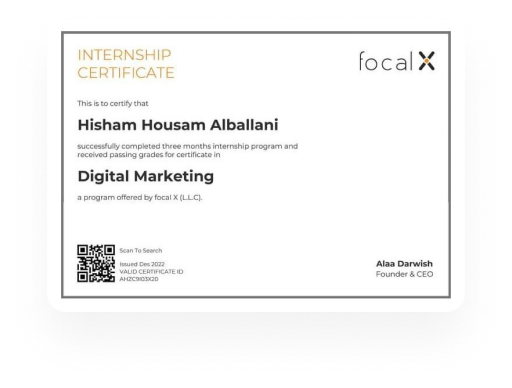 INTERNSHIP
CERTIFICATE
focal X
This is to certify that
Hisham Housam Alballani
successfully completed three months internship program and
received passing grades for certificate in
Digital Marketing
a program offered by focal X (L.L.C).
Scan To Search
Issued Des 2022
VALID CERTIFICATE ID
AHZC9103X20
Alaa Darwish
Founder & CEO